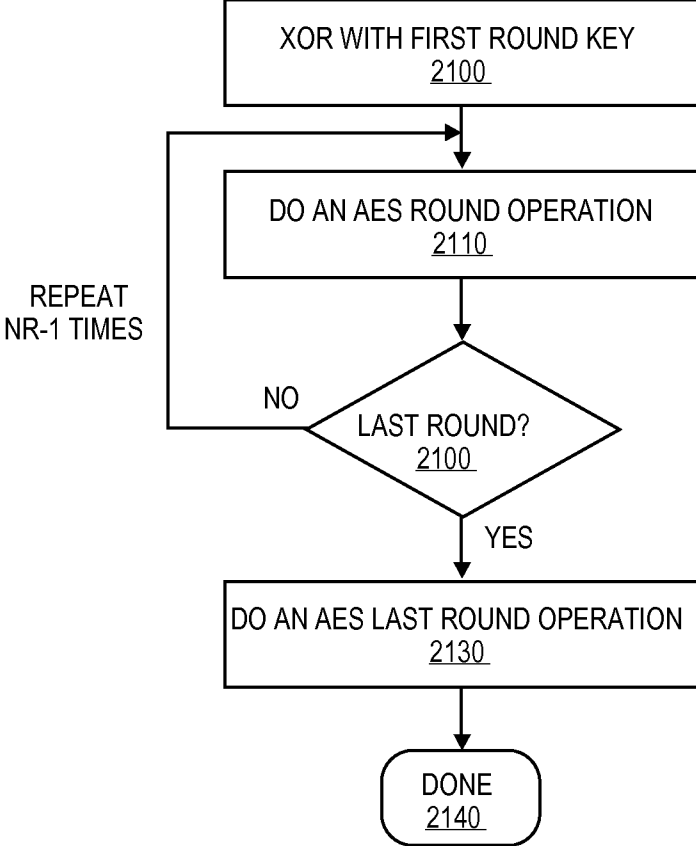 XOR WITH FIRST ROUND KEY
2100
DO AN AES ROUND OPERATION
2110
REPEAT
NR-1 TIMES
NO
LAST ROUND?
2100
YES
DO AN AES LAST ROUND OPERATION
2130
DONE
2140